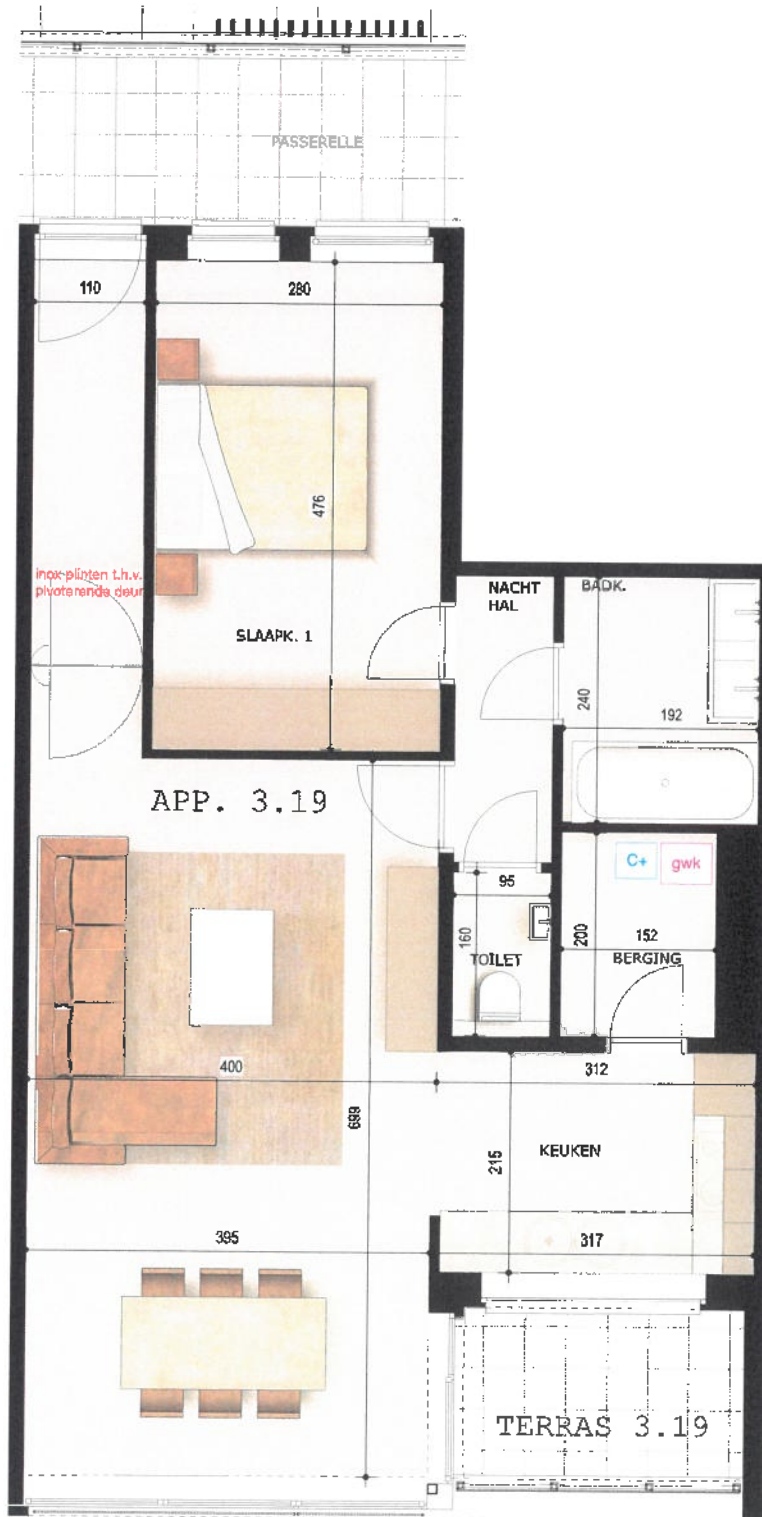 PASSERELLE
110
280
476
inox-plinten t.h.v.
pivoterende deur
NACHT
HAL
BADK.
SLAAPK. 1
240
192
APP. 3.19
C+
gwk
95
160
200
152
TOILET
BERGING
400
312
699
215
KEUKEN
395
317
TERRAS 3.19